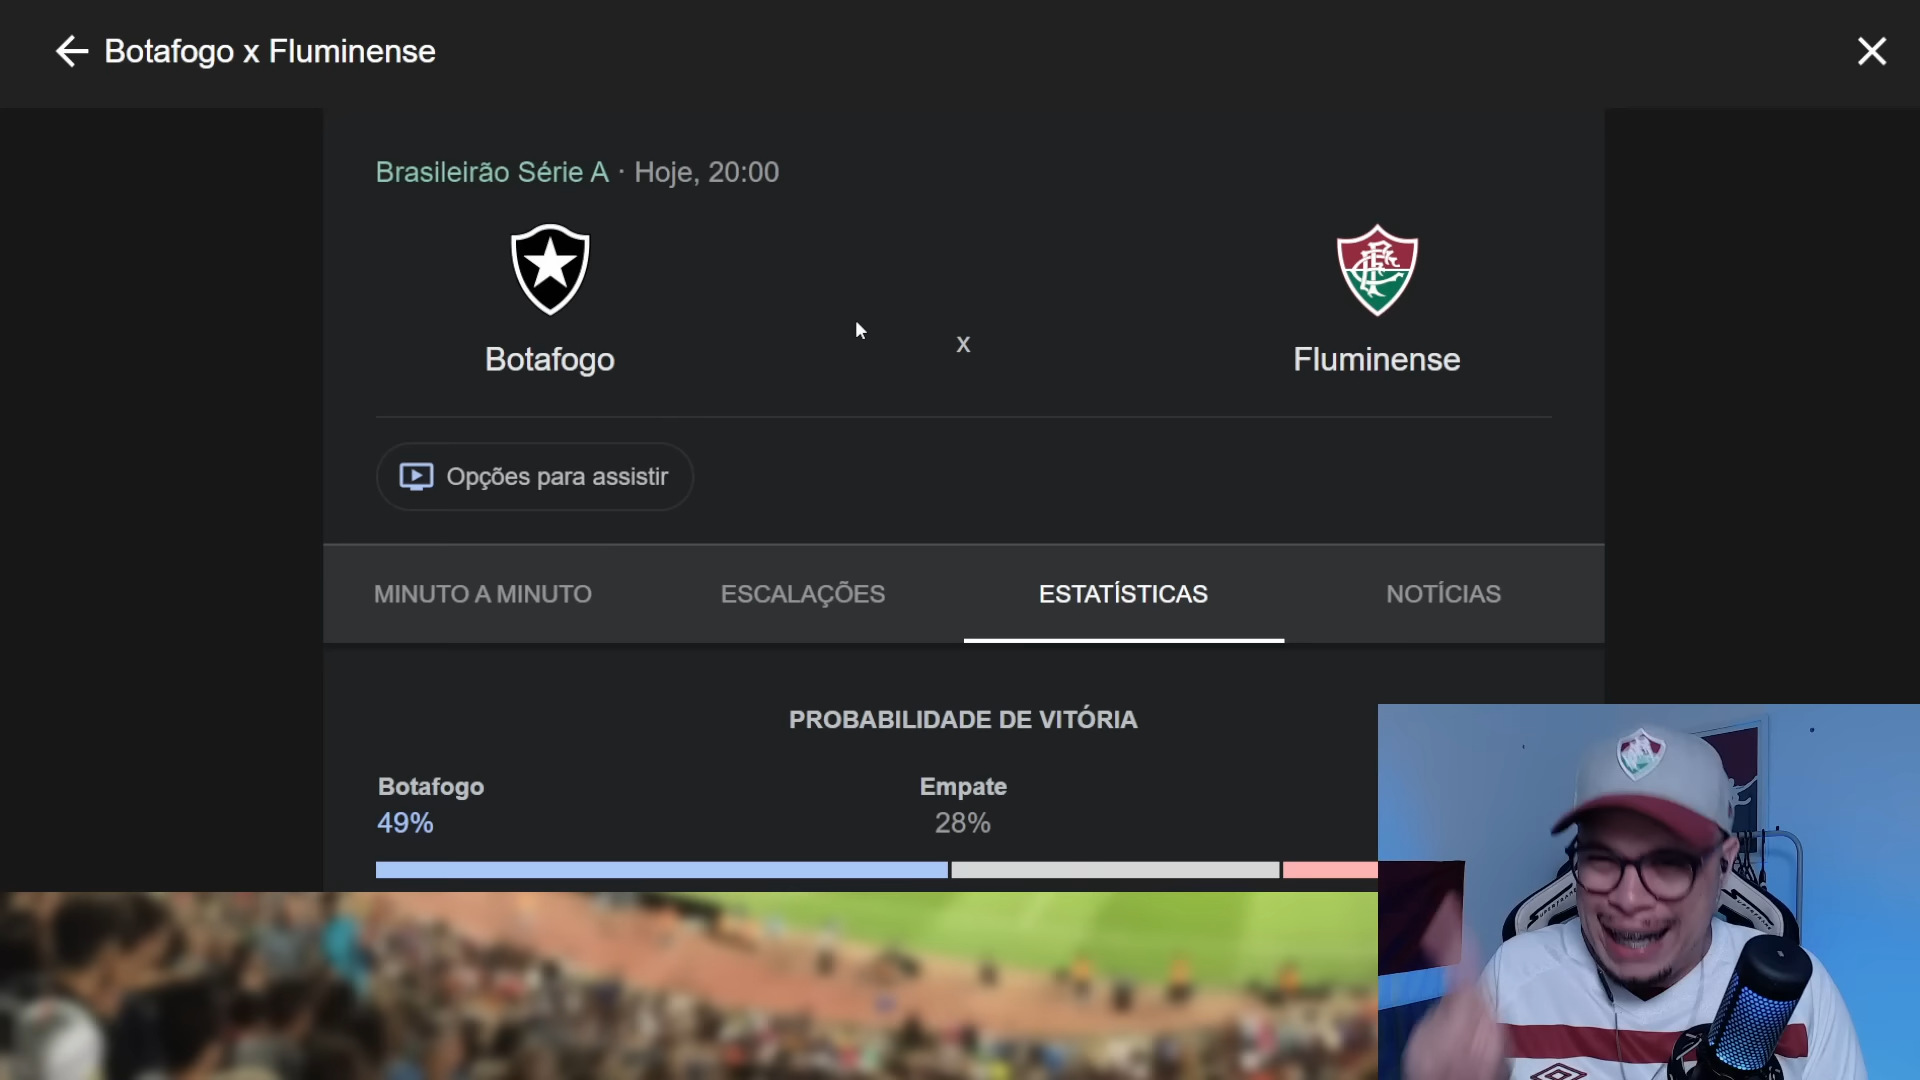 Botafogo x Fluminense
Brasileirão Série A · Hoje, 20:00
Botafogo
x
Fluminense
Opções para assistir
MINUTO A MINUTO
ESCALAÇÕES
ESTATÍSTICAS
NOTÍCIAS
PROBABILIDADE DE VITÓRIA
Botafogo
Empate
49%
28%